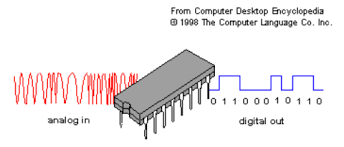 From Computer Desktop Encyclopedia
© 1998 The Computer Language Co. Inc.
0 1 1 0 0 0 1 0 1 1 0
analog in
digital out